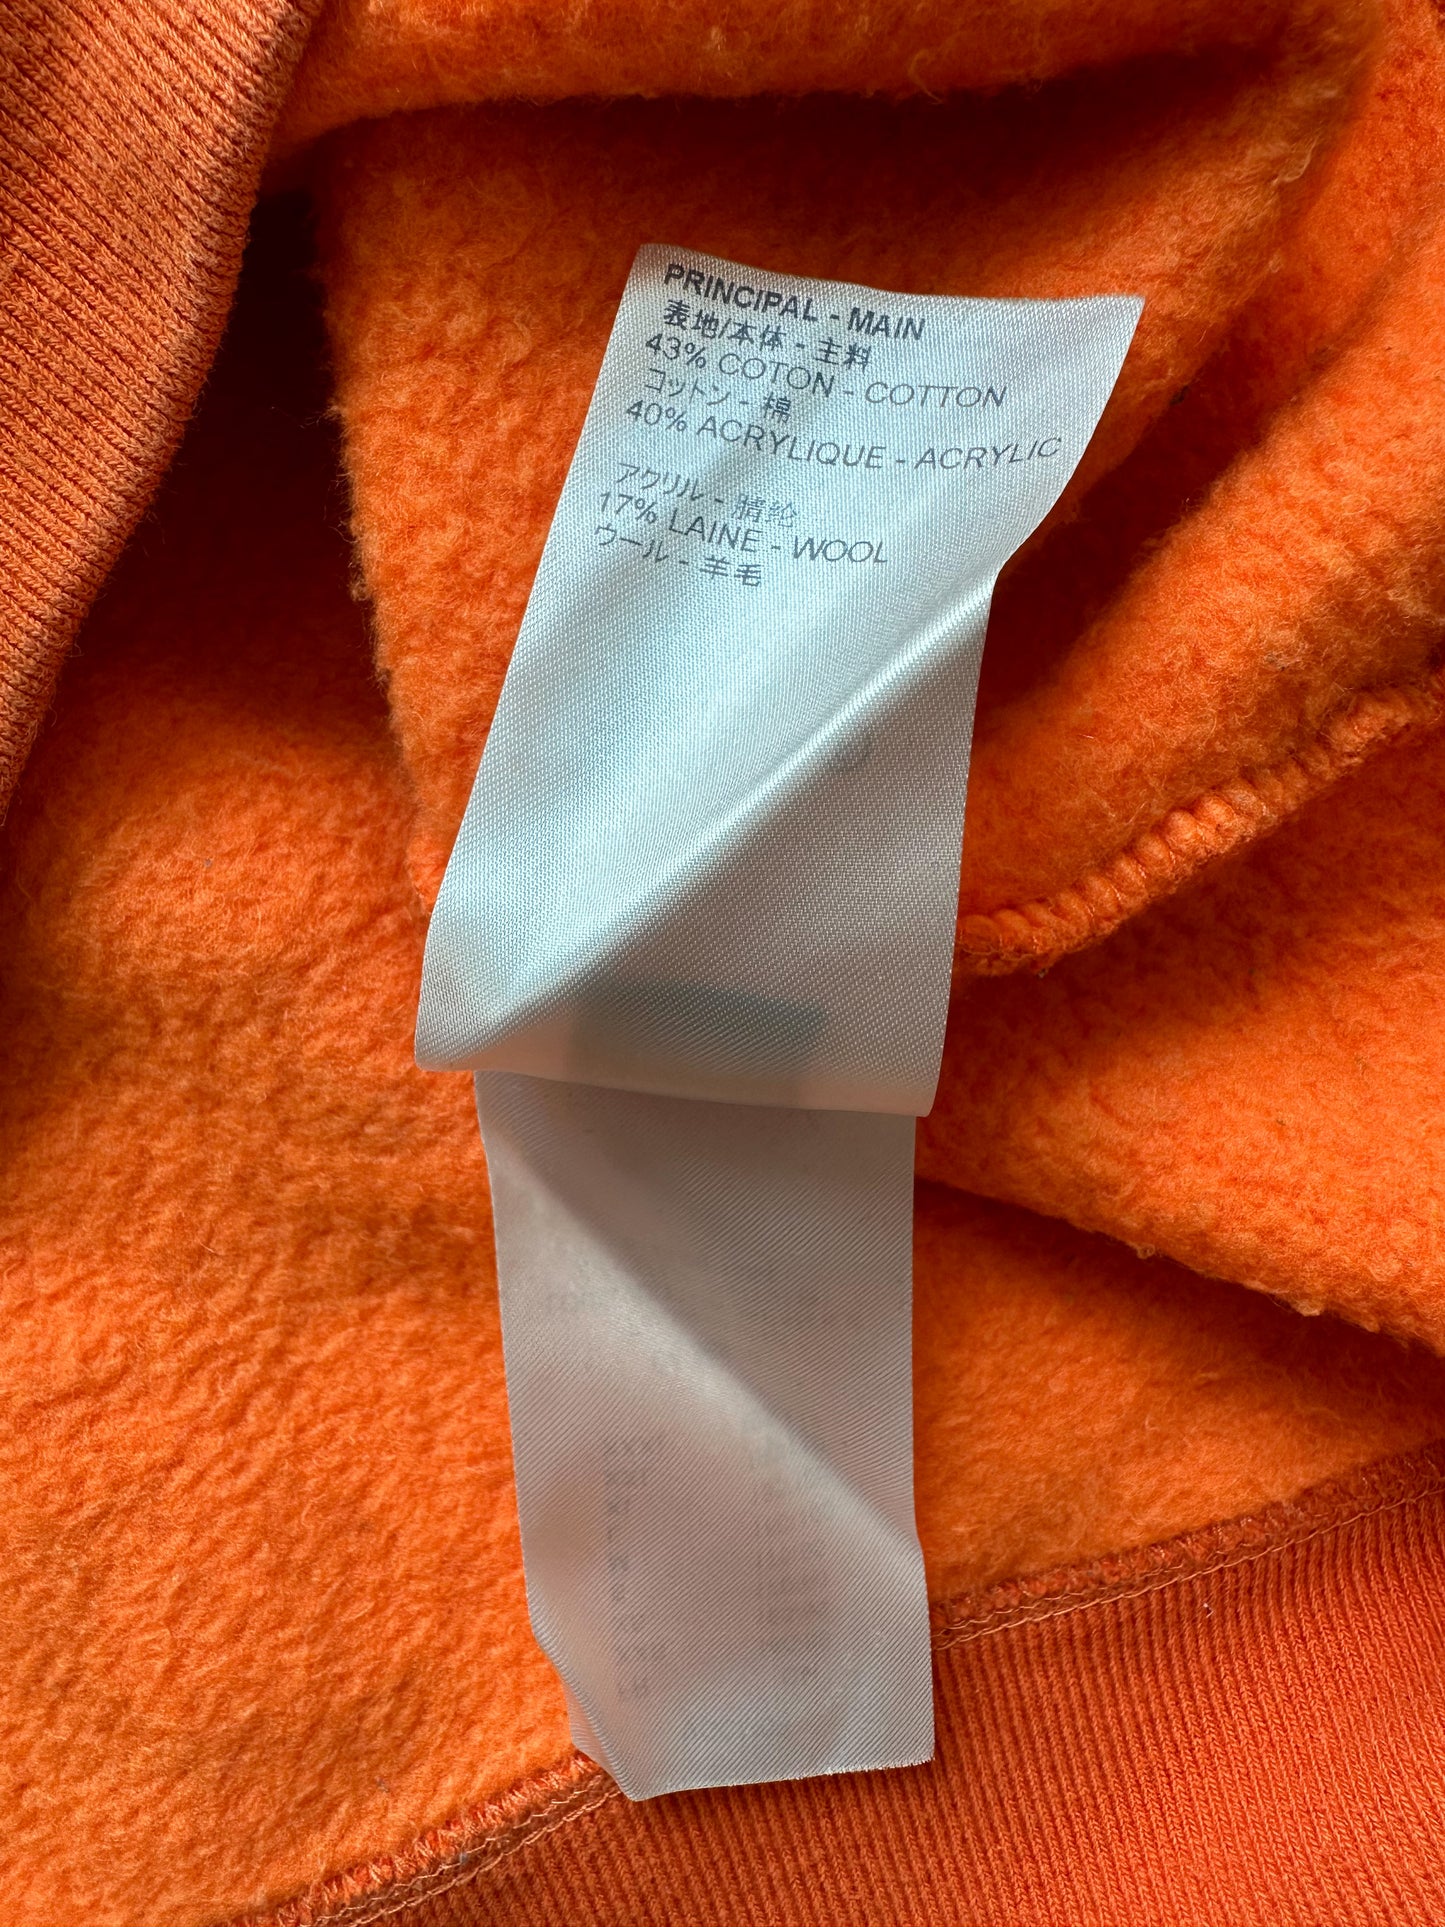 PRINCIPAL - MAIN
表地/本体 - 主料
43% COTON - COTTON
コットン - 棉
40% ACRYLIQUE - ACRYLIC
アクリル - 腈纶
17% LAINE - WOOL
ウール - 羊毛